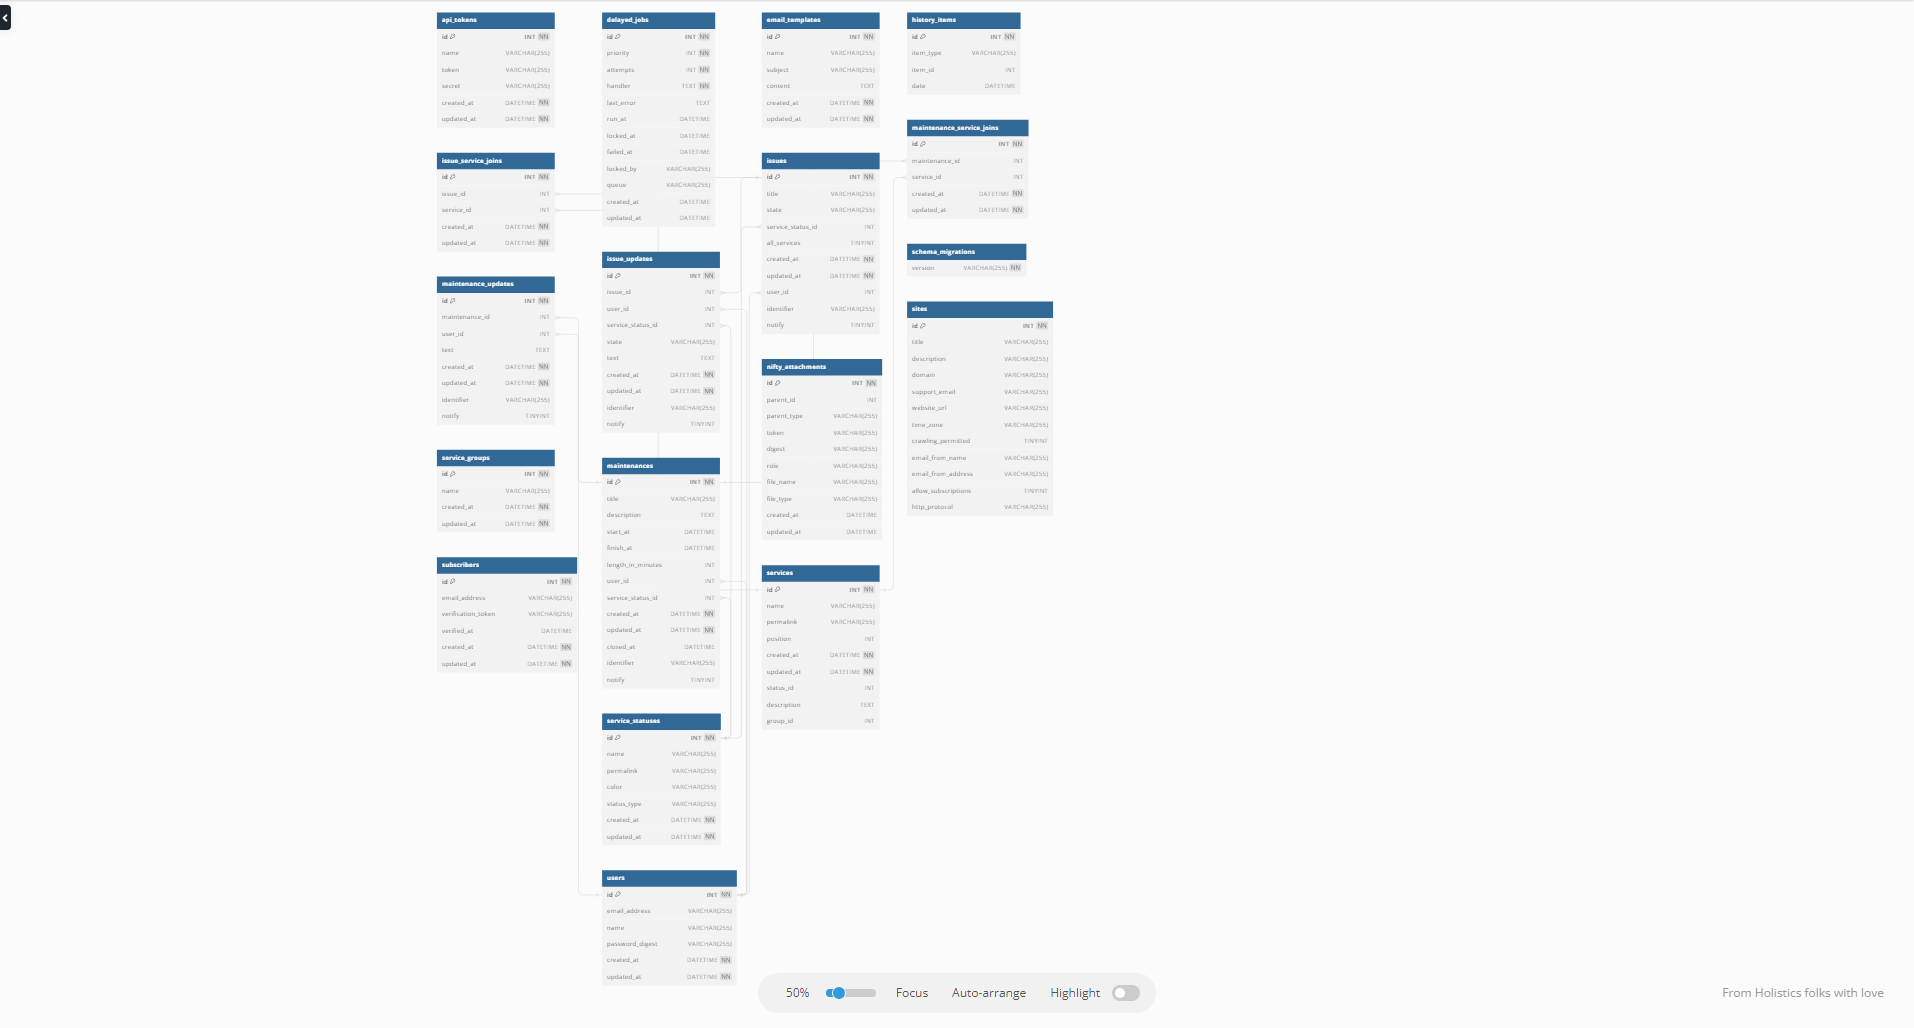 api_tokens
id INT NN
name VARCHAR(255)
token VARCHAR(255)
secret VARCHAR(255)
created_at DATETIME NN
updated_at DATETIME NN
issue_service_joins
id INT NN
issue_id INT
service_id INT
created_at DATETIME NN
updated_at DATETIME NN
maintenance_updates
id INT NN
maintenance_id INT
user_id INT
text TEXT
created_at DATETIME NN
updated_at DATETIME NN
identifier VARCHAR(255)
notify TINYINT
service_groups
id INT NN
name VARCHAR(255)
created_at DATETIME NN
updated_at DATETIME NN
subscribers
id INT NN
email_address VARCHAR(255)
verification_token VARCHAR(255)
verified_at DATETIME
created_at DATETIME NN
updated_at DATETIME NN
delayed_jobs
id INT NN
priority INT NN
attempts INT NN
handler TEXT NN
last_error TEXT
run_at DATETIME
locked_at DATETIME
failed_at DATETIME
locked_by VARCHAR(255)
queue VARCHAR(255)
created_at DATETIME
updated_at DATETIME
issue_updates
id INT NN
issue_id INT
user_id INT
service_status_id INT
state VARCHAR(255)
text TEXT
created_at DATETIME NN
updated_at DATETIME NN
identifier VARCHAR(255)
notify TINYINT
maintenances
id INT NN
title VARCHAR(255)
description TEXT
start_at DATETIME
finish_at DATETIME
length_in_minutes INT
user_id INT
service_status_id INT
created_at DATETIME NN
updated_at DATETIME NN
closed_at DATETIME
identifier VARCHAR(255)
notify TINYINT
service_statuses
id INT NN
name VARCHAR(255)
permalink VARCHAR(255)
color VARCHAR(255)
status_type VARCHAR(255)
created_at DATETIME NN
updated_at DATETIME NN
users
id INT NN
email_address VARCHAR(255)
name VARCHAR(255)
password_digest VARCHAR(255)
created_at DATETIME NN
updated_at DATETIME NN
email_templates
id INT NN
name VARCHAR(255)
subject VARCHAR(255)
content TEXT
created_at DATETIME NN
updated_at DATETIME NN
issues
id INT NN
title VARCHAR(255)
state VARCHAR(255)
service_status_id INT
all_services TINYINT
created_at DATETIME NN
updated_at DATETIME NN
user_id INT
identifier VARCHAR(255)
notify TINYINT
nifty_attachments
id INT NN
parent_id INT
parent_type VARCHAR(255)
token VARCHAR(255)
digest VARCHAR(255)
role VARCHAR(255)
file_name VARCHAR(255)
file_type VARCHAR(255)
created_at DATETIME
updated_at DATETIME
services
id INT NN
name VARCHAR(255)
permalink VARCHAR(255)
position INT
created_at DATETIME NN
updated_at DATETIME NN
status_id INT
description TEXT
group_id INT
history_items
id INT NN
item_type VARCHAR(255)
item_id INT
date DATETIME
maintenance_service_joins
id INT NN
maintenance_id INT
service_id INT
created_at DATETIME NN
updated_at DATETIME NN
schema_migrations
version VARCHAR(255) NN
sites
id INT NN
title VARCHAR(255)
description VARCHAR(255)
domain VARCHAR(255)
support_email VARCHAR(255)
website_url VARCHAR(255)
time_zone VARCHAR(255)
crawling_permitted TINYINT
email_from_name VARCHAR(255)
email_from_address VARCHAR(255)
allow_subscriptions TINYINT
http_protocol VARCHAR(255)
50% Focus Auto-arrange Highlight
From Holistics folks with love